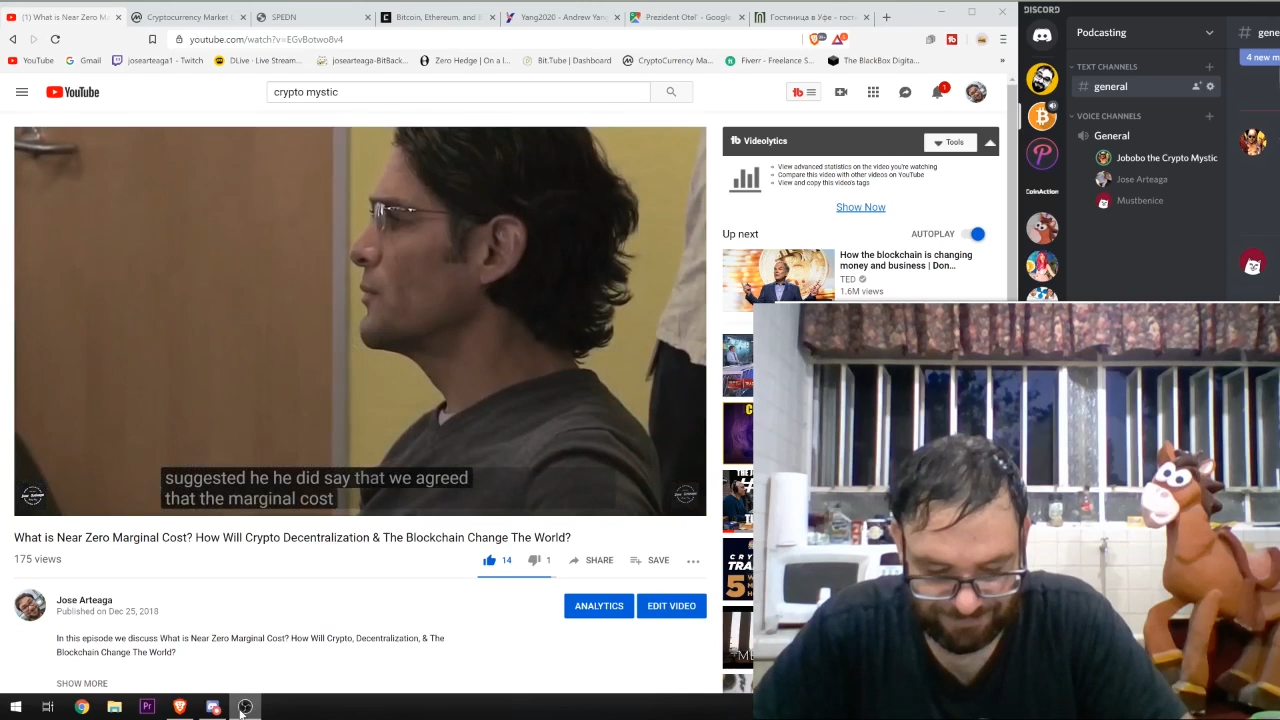 (1) What is Near Zero Ma
Cryptocurrency Market
SPEDN
Bitcoin, Ethereum, and
Yang2020 - Andrew Yang
Prezident Otel' - Google
Гостиница в Уфе - гост
youtube.com/watch?v=EGvBotwo8v4
YouTube
Gmail
josearteaga1 - Twitch
DLive · Live Stream...
josearteaga-BitBack...
Zero Hedge | On a l...
Bit.Tube | Dashboard
CryptoCurrency Ma...
Fiverr - Freelance S...
The BlackBox Digita...
YouTube
crypto mystic
1
tb Videolytics
Tools
View advanced statistics on the video you're watching
Compare this video with other videos on YouTube
View and copy this video's tags
Show Now
Up next
AUTOPLAY
How the blockchain is changing
money and business | Don...
TED
1.6M views
suggested he he did say that we agreed
that the marginal cost
What is Near Zero Marginal Cost? How Will Crypto Decentralization & The Blockchain Change The World?
175 views
14
1
SHARE
SAVE
Jose Arteaga
Published on Dec 25, 2018
ANALYTICS
EDIT VIDEO
In this episode we discuss What is Near Zero Marginal Cost? How Will Crypto, Decentralization, & The
Blockchain Change The World?
SHOW MORE
DISCORD
Podcasting
# gene
4 new m
TEXT CHANNELS
# general
VOICE CHANNELS
General
Jobobo the Crypto Mystic
Jose Arteaga
Mustbenice
CoinAction